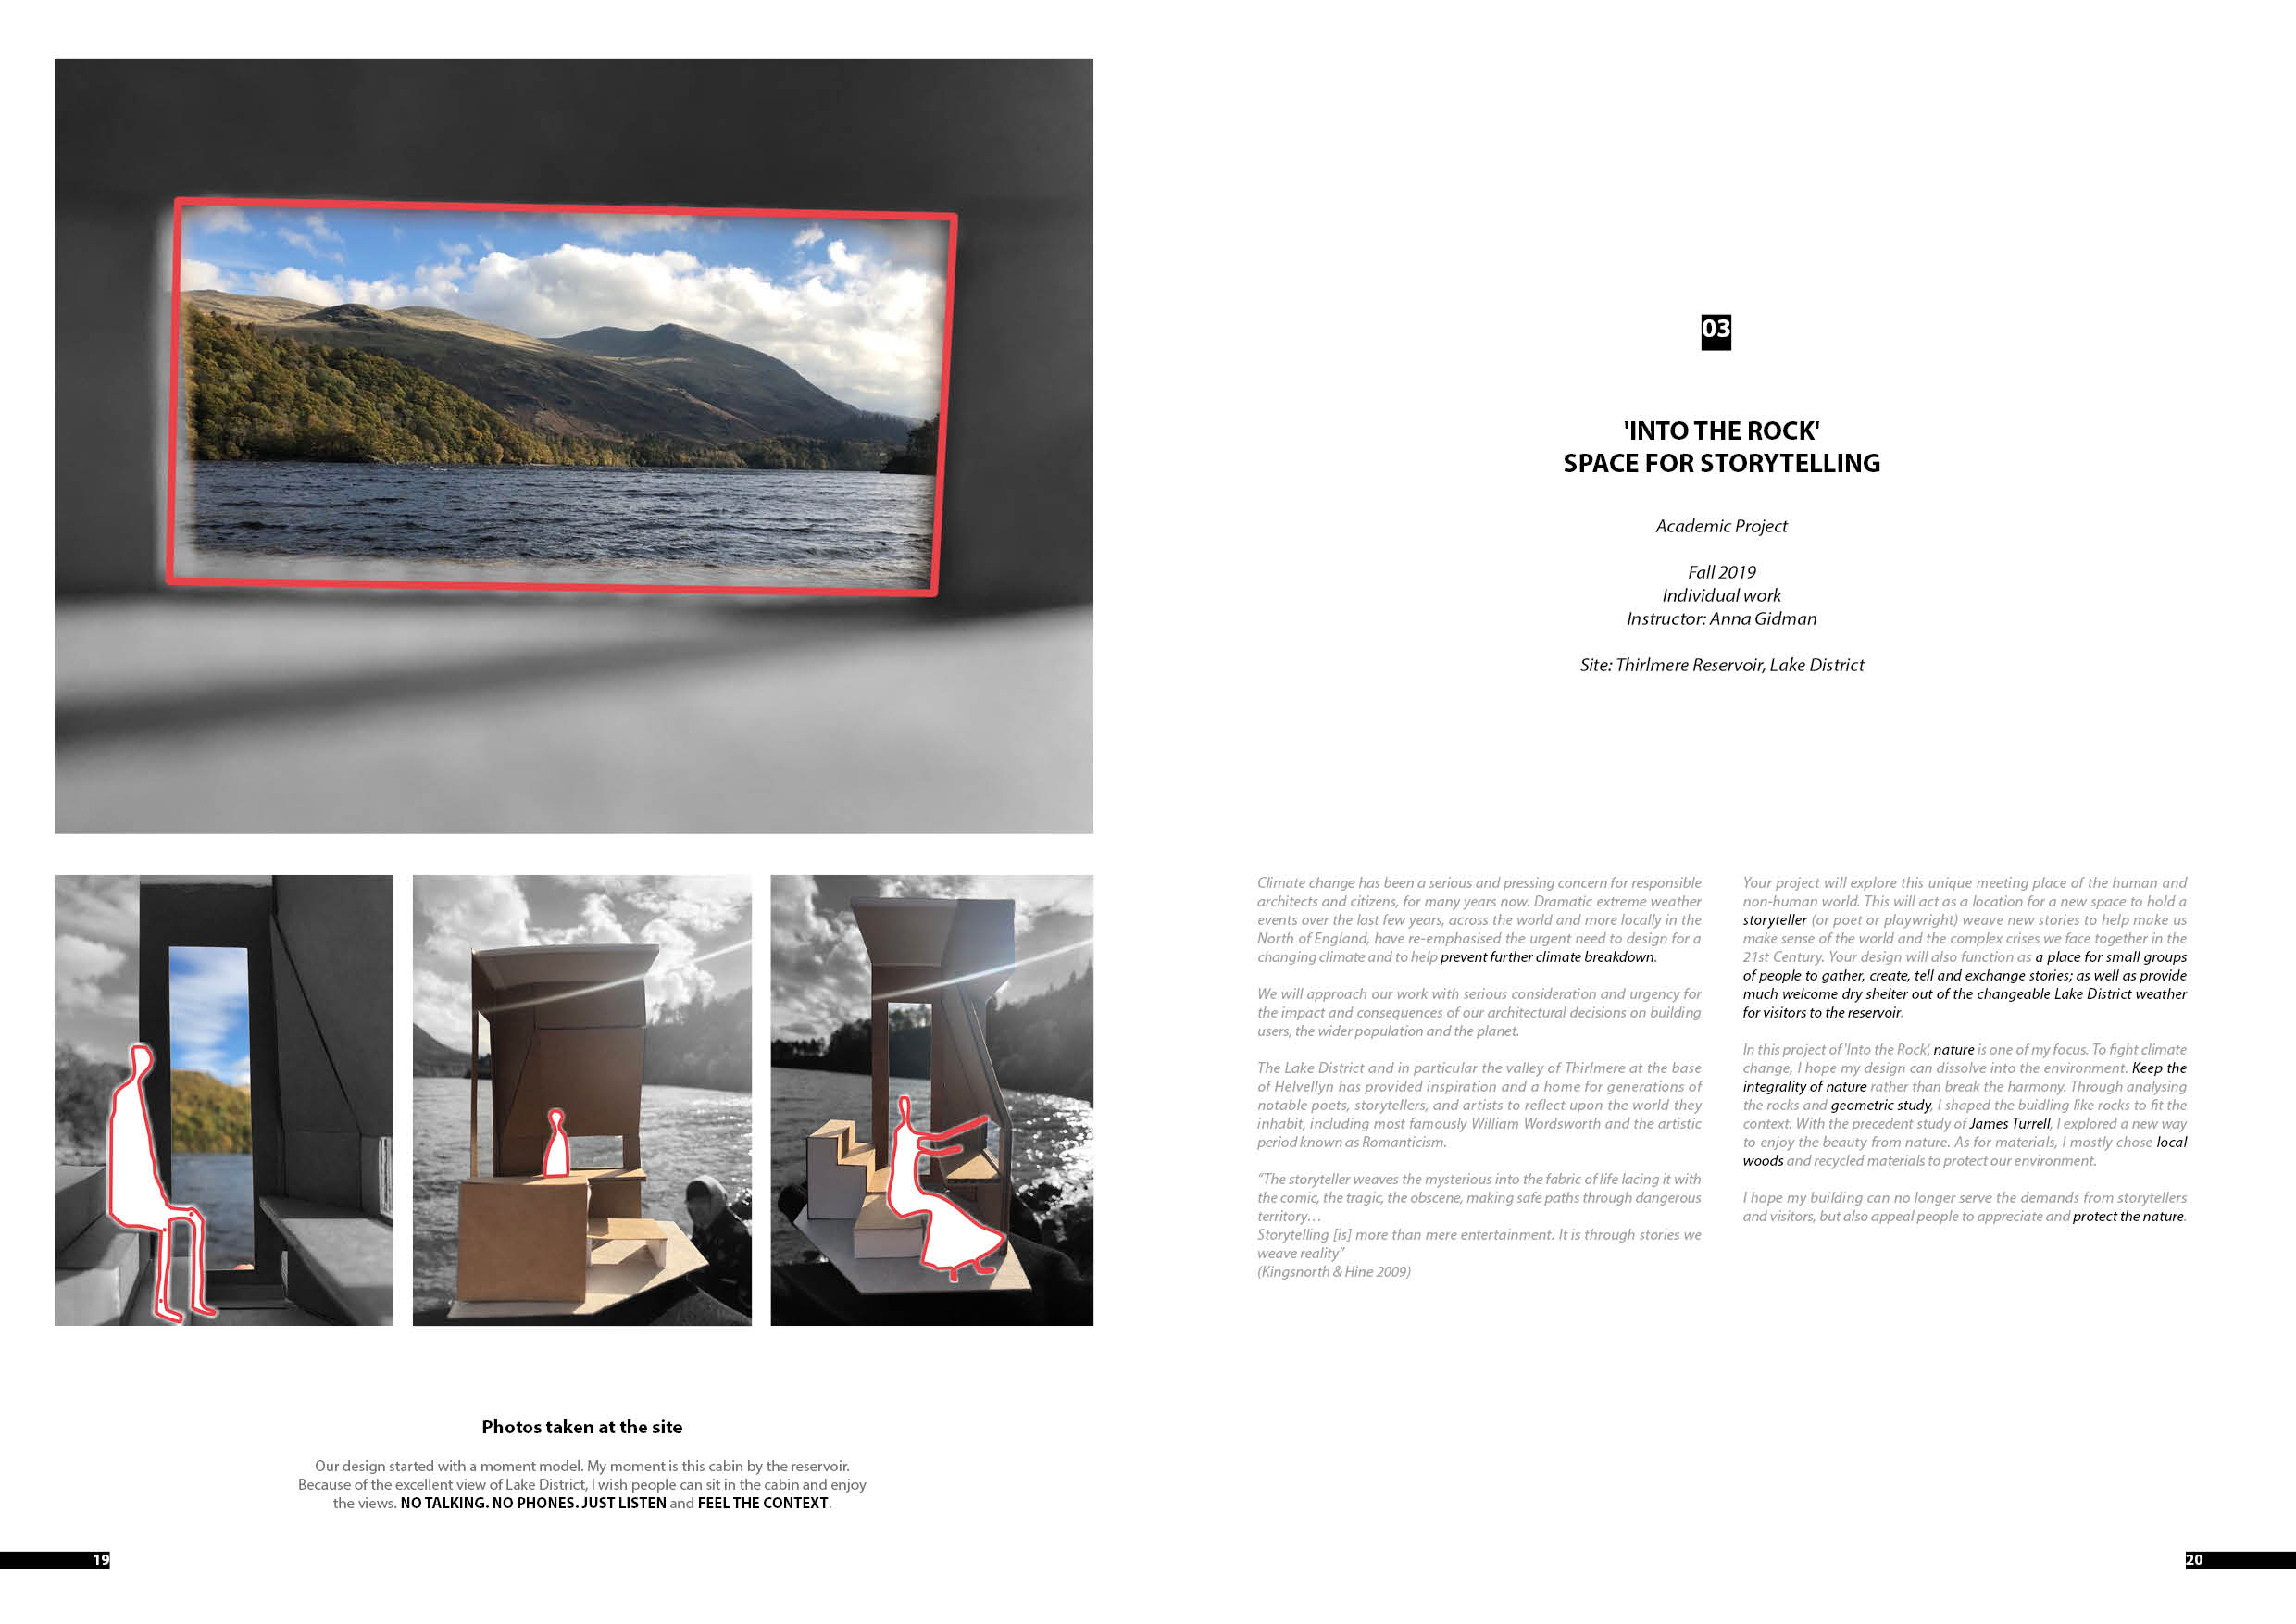 Photos taken at the site
Our design started with a moment model. My moment is this cabin by the reservoir.
Because of the excellent view of Lake District, I wish people can sit in the cabin and enjoy
the views. NO TALKING. NO PHONES. JUST LISTEN and FEEL THE CONTEXT.
19
03
'INTO THE ROCK'
SPACE FOR STORYTELLING
Academic Project
Fall 2019
Individual work
Instructor: Anna Gidman
Site: Thirlmere Reservoir, Lake District
Climate change has been a serious and pressing concern for responsible
architects and citizens, for many years now. Dramatic extreme weather
events over the last few years, across the world and more locally in the
North of England, have re-emphasised the urgent need to design for a
changing climate and to help prevent further climate breakdown.
We will approach our work with serious consideration and urgency for
the impact and consequences of our architectural decisions on building
users, the wider population and the planet.
The Lake District and in particular the valley of Thirlmere at the base
of Helvellyn has provided inspiration and a home for generations of
notable poets, storytellers, and artists to reflect upon the world they
inhabit, including most famously William Wordsworth and the artistic
period known as Romanticism.
“The storyteller weaves the mysterious into the fabric of life lacing it with
the comic, the tragic, the obscene, making safe paths through dangerous
territory…
Storytelling [is] more than mere entertainment. It is through stories we
weave reality”
(Kingsnorth & Hine 2009)
Your project will explore this unique meeting place of the human and
non-human world. This will act as a location for a new space to hold a
storyteller (or poet or playwright) weave new stories to help make us
make sense of the world and the complex crises we face together in the
21st Century. Your design will also function as a place for small groups
of people to gather, create, tell and exchange stories; as well as provide
much welcome dry shelter out of the changeable Lake District weather
for visitors to the reservoir.
In this project of 'Into the Rock', nature is one of my focus. To fight climate
change, I hope my design can dissolve into the environment. Keep the
integrality of nature rather than break the harmony. Through analysing
the rocks and geometric study, I shaped the buidling like rocks to fit the
context. With the precedent study of James Turrell, I explored a new way
to enjoy the beauty from nature. As for materials, I mostly chose local
woods and recycled materials to protect our environment.
I hope my building can no longer serve the demands from storytellers
and visitors, but also appeal people to appreciate and protect the nature.
20